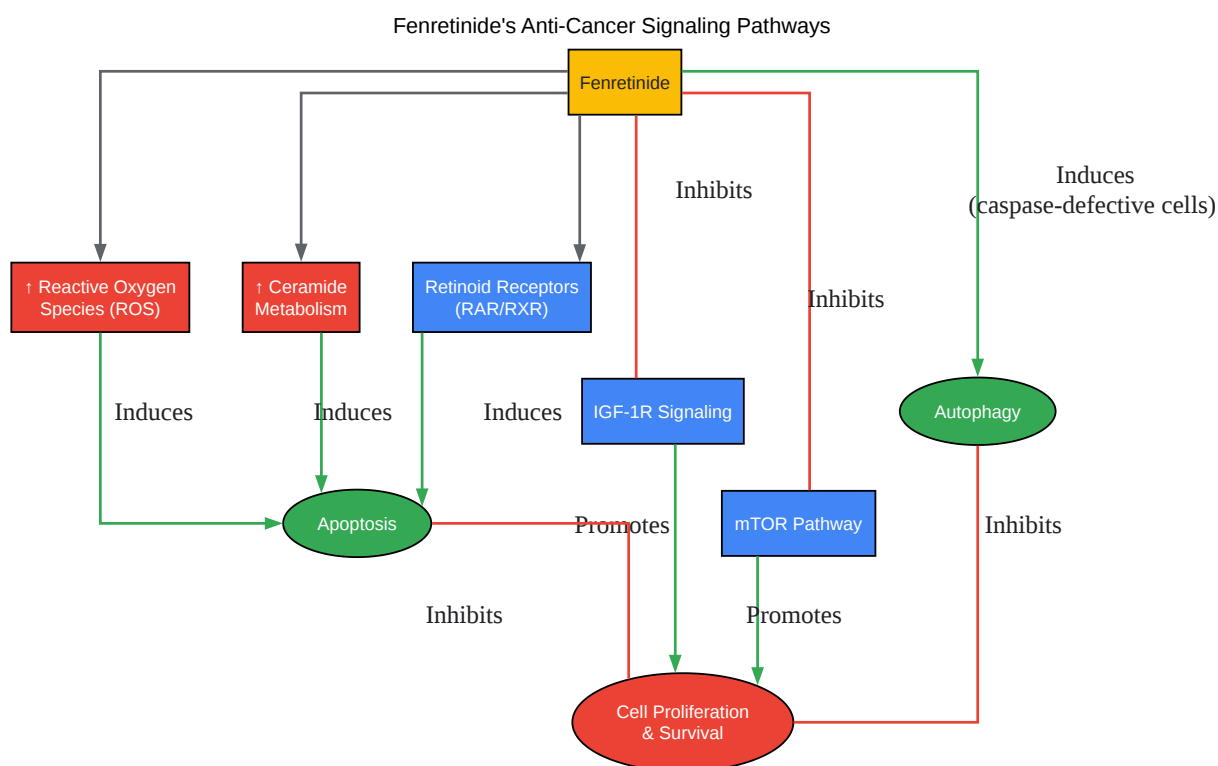 Fenretinide's Anti-Cancer Signaling Pathways
Fenretinide
Inhibits
Induces
(caspase-defective cells)
↑ Reactive Oxygen
Species (ROS)
↑ Ceramide
Metabolism
Retinoid Receptors
(RAR/RXR)
Inhibits
Induces
Induces
Induces
IGF-1R Signaling
Autophagy
Apoptosis
Promotes
mTOR Pathway
Inhibits
Inhibits
Promotes
Cell Proliferation
& Survival